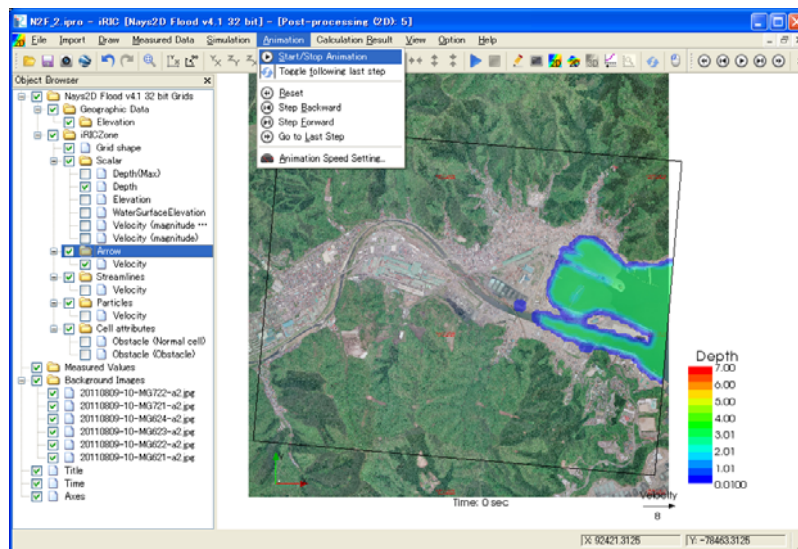 N2F_2.ipro - iRIC [Nays2D Flood v4.1 32 bit] - [Post-processing (2D): 5]
File Import Draw Measured Data Simulation Animation Calculation Result View Option Help
Start/Stop Animation
Toggle following last step
Reset
Step Backward
Step Forward
Go to Last Step
Animation Speed Setting...
Object Browser
Nays2D Flood v4.1 32 bit Grids
Geographic Data
Elevation
iRICZone
Grid shape
Scalar
Depth(Max)
Depth
Elevation
WaterSurfaceElevation
Velocity (magnitude ...
Velocity (magnitude)
Arrow
Velocity
Streamlines
Velocity
Particles
Velocity
Cell attributes
Obstacle (Normal cell)
Obstacle (Obstacle)
Measured Values
Background Images
20110809-10-MG722-a2.jpg
20110809-10-MG721-a2.jpg
20110809-10-MG624-a2.jpg
20110809-10-MG623-a2.jpg
20110809-10-MG622-a2.jpg
20110809-10-MG621-a2.jpg
Title
Time
Axes
Depth
7.00
6.00
5.00
4.00
3.01
2.01
1.01
0.0100
Time: 0 sec
Velocity
8
X: 92421.3125 Y: -78463.3125